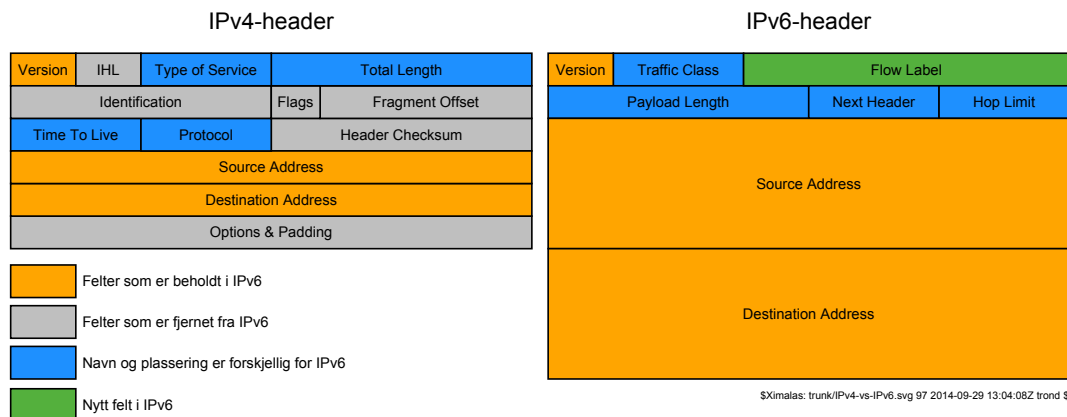 IPv4-header
Version IHL Type of Service Total Length
Identification Flags Fragment Offset
Time To Live Protocol Header Checksum
Source Address
Destination Address
Options & Padding
Felter som er beholdt i IPv6
Felter som er fjernet fra IPv6
Navn og plassering er forskjellig for IPv6
Nytt felt i IPv6
IPv6-header
Version Traffic Class Flow Label
Payload Length Next Header Hop Limit
Source Address
Destination Address
$Ximalas: trunk/IPv4-vs-IPv6.svg 97 2014-09-29 13:04:08Z trond $